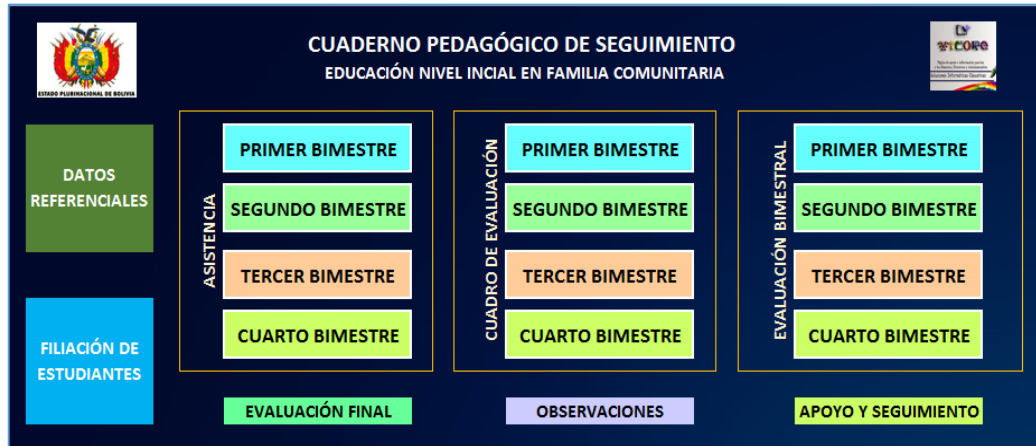 CUADERNO PEDAGÓGICO DE SEGUIMIENTO
EDUCACIÓN NIVEL INCIAL EN FAMILIA COMUNITARIA
ESTADO PLURINACIONAL DE BOLIVIA
VICORE
DATOS
REFERENCIALES
FILIACIÓN DE
ESTUDIANTES
ASISTENCIA
PRIMER BIMESTRE
SEGUNDO BIMESTRE
TERCER BIMESTRE
CUARTO BIMESTRE
CUADRO DE EVALUACIÓN
PRIMER BIMESTRE
SEGUNDO BIMESTRE
TERCER BIMESTRE
CUARTO BIMESTRE
EVALUACIÓN BIMESTRAL
PRIMER BIMESTRE
SEGUNDO BIMESTRE
TERCER BIMESTRE
CUARTO BIMESTRE
EVALUACIÓN FINAL
OBSERVACIONES
APOYO Y SEGUIMIENTO